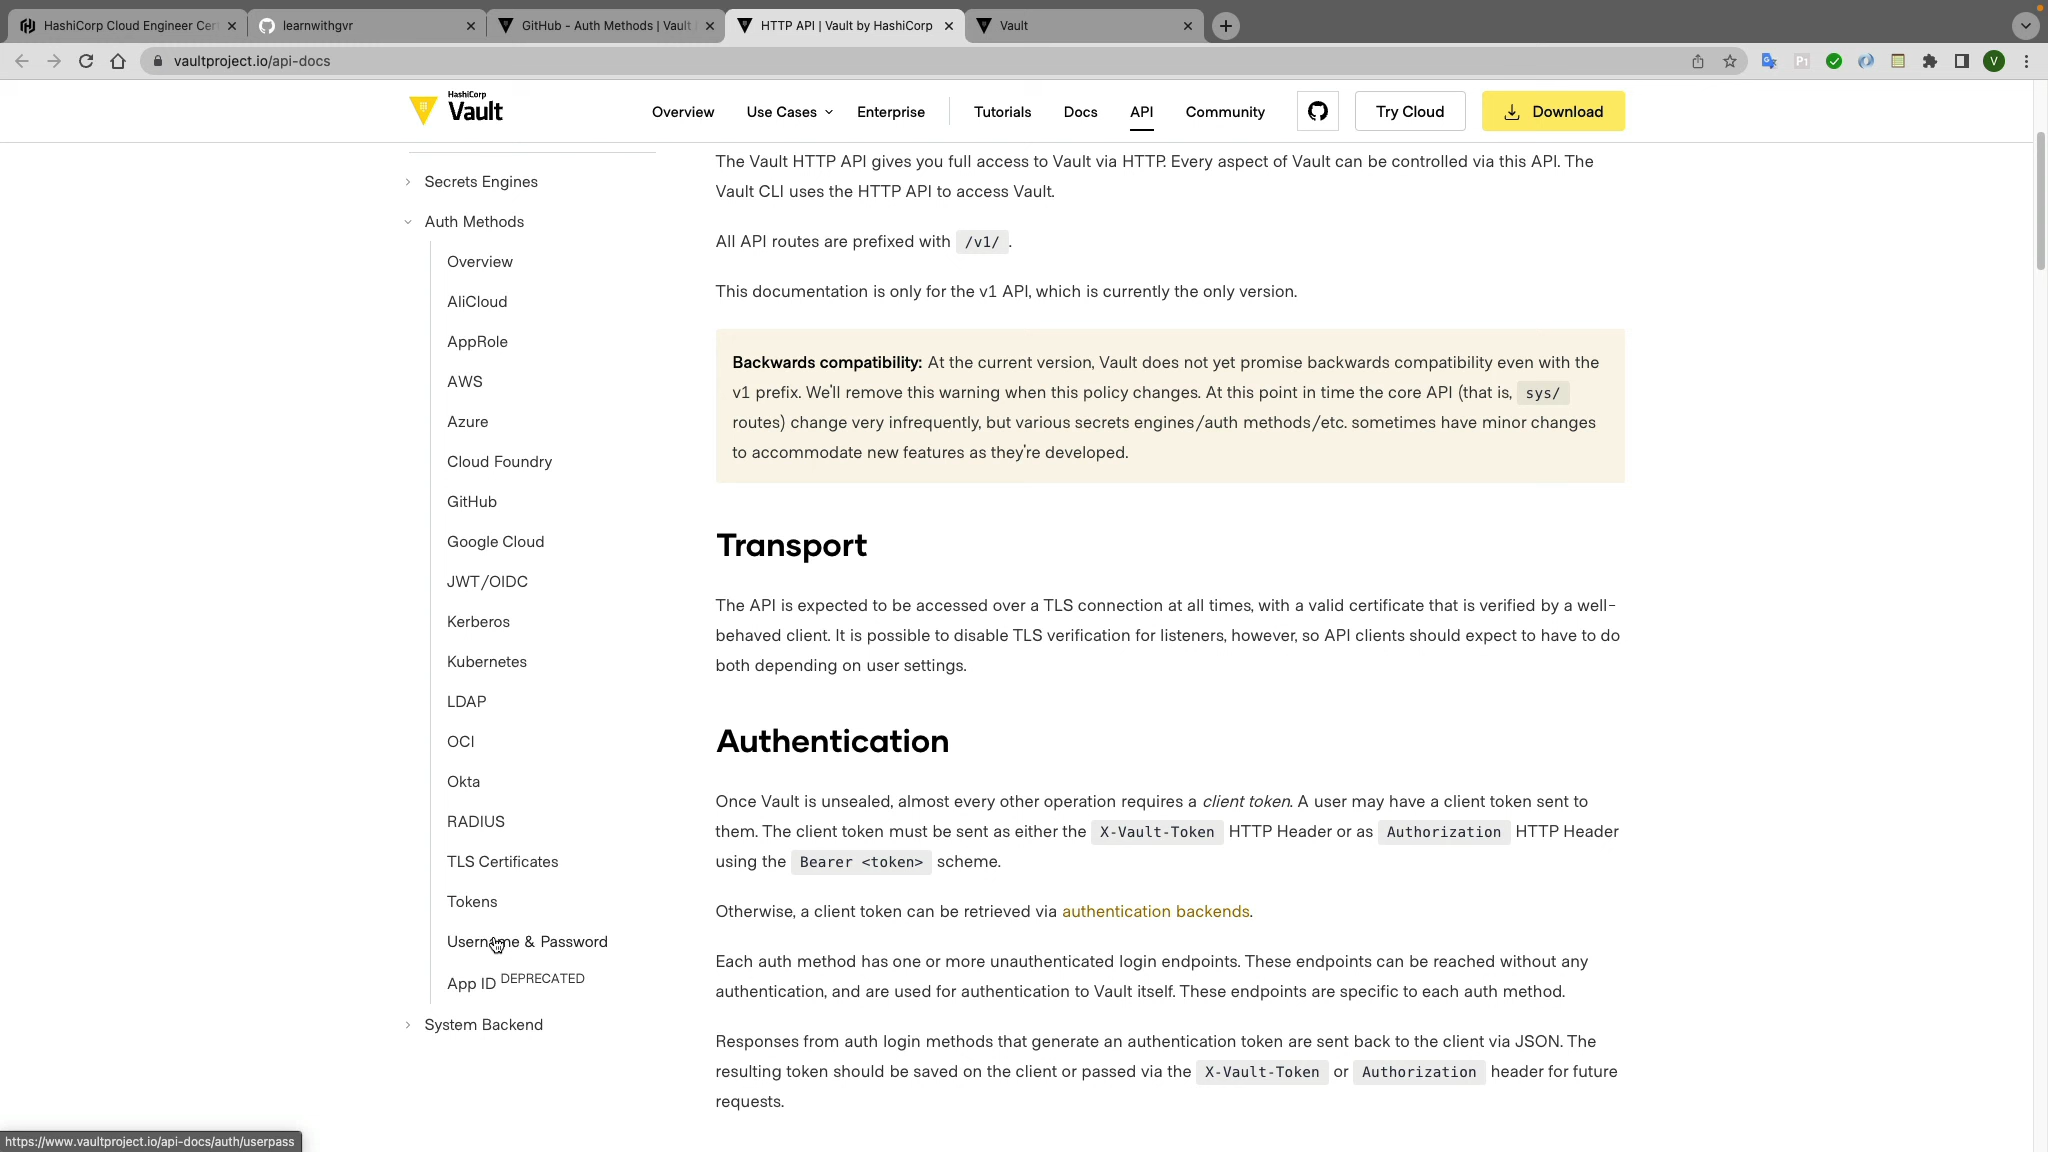 HashiCorp Cloud Engineer Cer
learnwithgvr
GitHub - Auth Methods | Vault
HTTP API | Vault by HashiCorp
Vault
vaultproject.io/api-docs
V
HashiCorp
Vault
Overview
Use Cases
Enterprise
Tutorials
Docs
API
Community
Try Cloud
Download
Secrets Engines
Auth Methods
Overview
AliCloud
AppRole
AWS
Azure
Cloud Foundry
GitHub
Google Cloud
JWT/OIDC
Kerberos
Kubernetes
LDAP
OCI
Okta
RADIUS
TLS Certificates
Tokens
Username & Password
App ID DEPRECATED
System Backend
The Vault HTTP API gives you full access to Vault via HTTP. Every aspect of Vault can be controlled via this API. The
Vault CLI uses the HTTP API to access Vault.
All API routes are prefixed with /v1/ .
This documentation is only for the v1 API, which is currently the only version.
Backwards compatibility: At the current version, Vault does not yet promise backwards compatibility even with the
v1 prefix. We'll remove this warning when this policy changes. At this point in time the core API (that is, sys/
routes) change very infrequently, but various secrets engines/auth methods/etc. sometimes have minor changes
to accommodate new features as they're developed.
Transport
The API is expected to be accessed over a TLS connection at all times, with a valid certificate that is verified by a well-
behaved client. It is possible to disable TLS verification for listeners, however, so API clients should expect to have to do
both depending on user settings.
Authentication
Once Vault is unsealed, almost every other operation requires a client token. A user may have a client token sent to
them. The client token must be sent as either the X-Vault-Token HTTP Header or as Authorization HTTP Header
using the Bearer <token> scheme.
Otherwise, a client token can be retrieved via authentication backends.
Each auth method has one or more unauthenticated login endpoints. These endpoints can be reached without any
authentication, and are used for authentication to Vault itself. These endpoints are specific to each auth method.
Responses from auth login methods that generate an authentication token are sent back to the client via JSON. The
resulting token should be saved on the client or passed via the X-Vault-Token or Authorization header for future
requests.
https://www.vaultproject.io/api-docs/auth/userpass